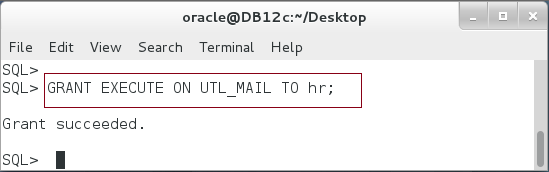 oracle@DB12c:~/Desktop
File Edit View Search Terminal Help
SQL>
SQL> GRANT EXECUTE ON UTL_MAIL TO hr;
Grant succeeded.
SQL>